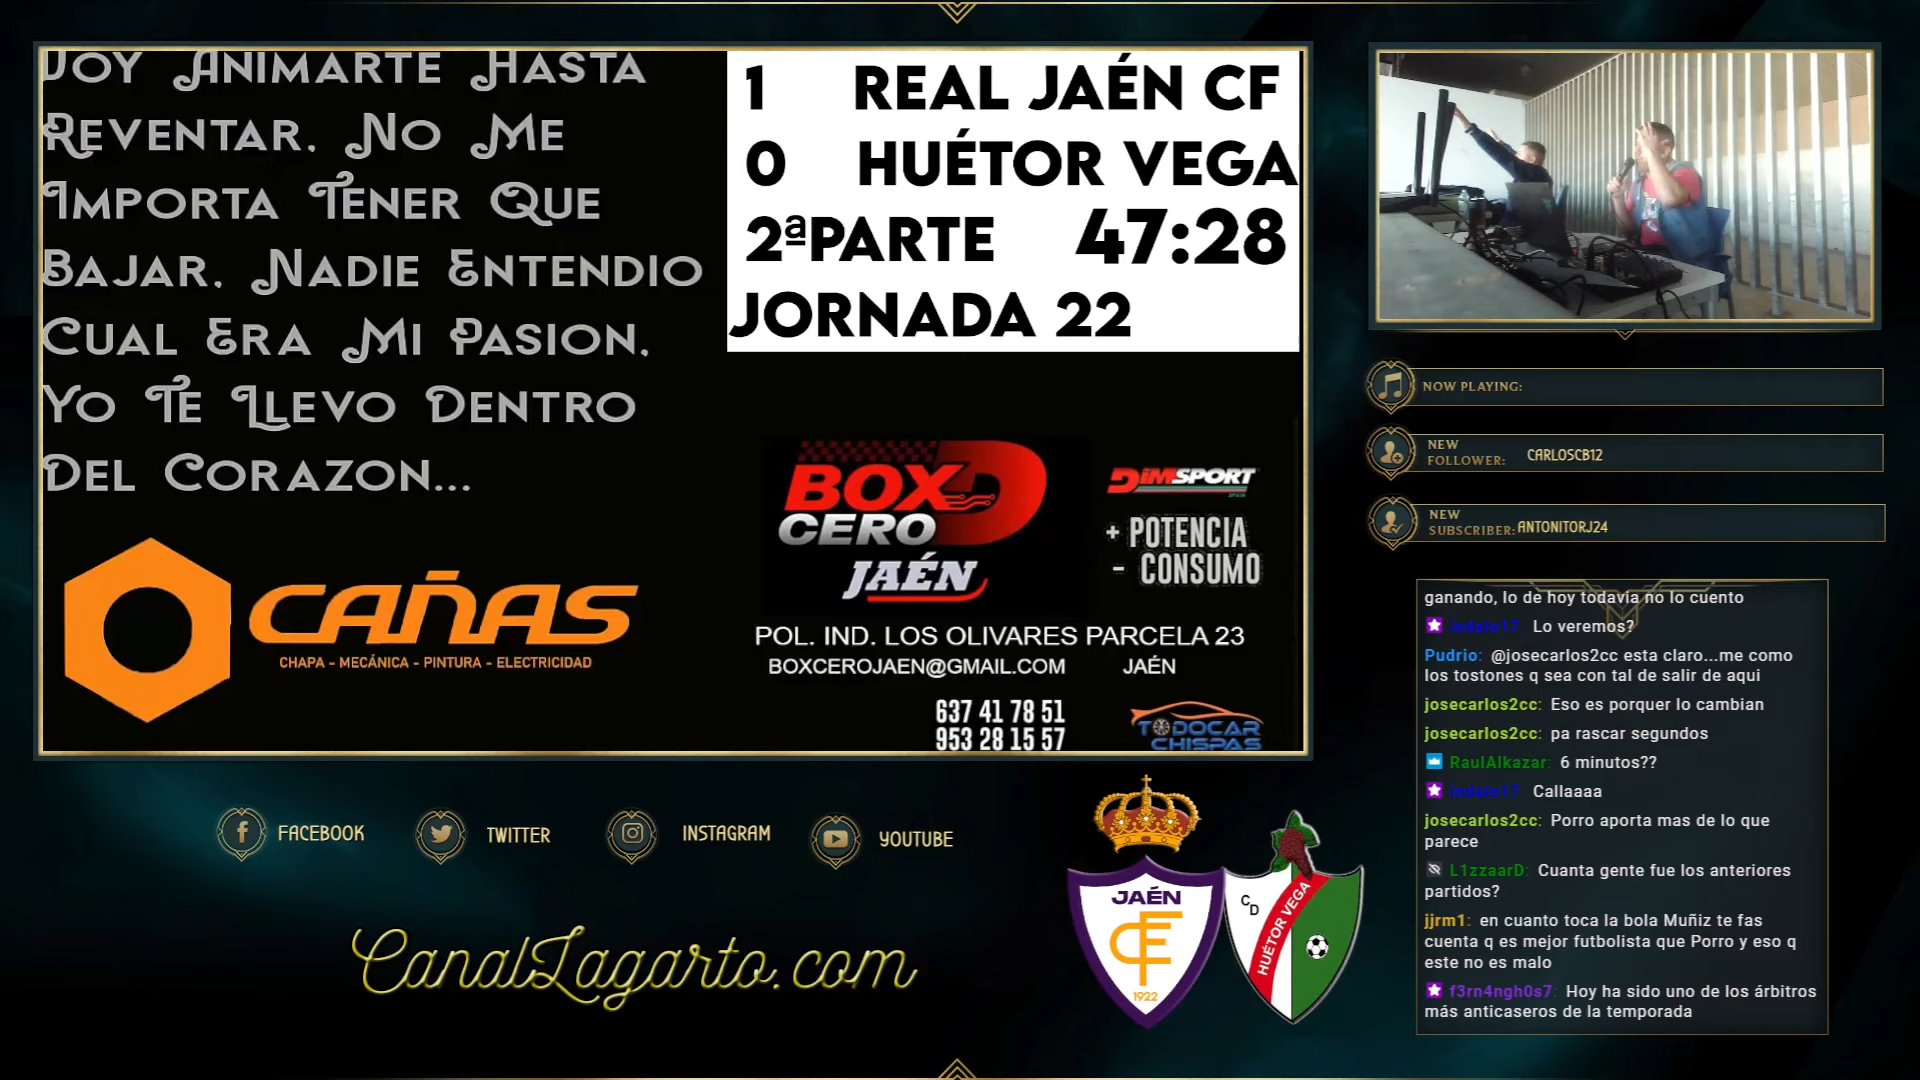 Voy Animarte Hasta
Reventar. No Me
Importa Tener Que
Bajar. Nadie Entendio
Cual Era Mi Pasion.
Yo Te Llevo Dentro
Del Corazon...
1 REAL JAÉN CF
0 HUÉTOR VEGA
2ªPARTE 47:28
JORNADA 22
CAÑAS
CHAPA - MECÁNICA - PINTURA - ELECTRICIDAD
BOX
CERO
JAÉN
DIMSPORT
+ POTENCIA
- CONSUMO
POL. IND. LOS OLIVARES PARCELA 23
BOXCEROJAEN@GMAIL.COM JAÉN
637 41 78 51
953 28 15 57
TODOCAR
CHISPAS
NOW PLAYING:
NEW
FOLLOWER: CARLOSCB12
NEW
SUBSCRIBER: ANTONITORJ24
ganando, lo de hoy todavía no lo cuento
indalo17: Lo veremos?
Pudrio: @josecarlos2cc esta claro...me como
los tostones q sea con tal de salir de aqui
josecarlos2cc: Eso es porquer lo cambian
josecarlos2cc: pa rascar segundos
RaulAlkazar: 6 minutos??
indalo17: Callaaaa
josecarlos2cc: Porro aporta mas de lo que
parece
L1zzaarD: Cuanta gente fue los anteriores
partidos?
jjrm1: en cuanto toca la bola Muñiz te fas
cuenta q es mejor futbolista que Porro y eso q
este no es malo
f3rn4ngh0s7: Hoy ha sido uno de los árbitros
más anticaseros de la temporada
FACEBOOK
TWITTER
INSTAGRAM
YOUTUBE
CanalLagarto.com
JAÉN
CF
1922
CD
HUÉTOR VEGA